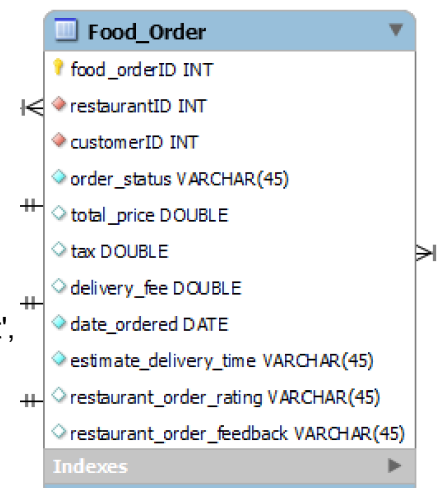 Food_Order
food_orderID INT
restaurantID INT
customerID INT
order_status VARCHAR(45)
total_price DOUBLE
tax DOUBLE
delivery_fee DOUBLE
date_ordered DATE
estimate_delivery_time VARCHAR(45)
restaurant_order_rating VARCHAR(45)
restaurant_order_feedback VARCHAR(45)
Indexes